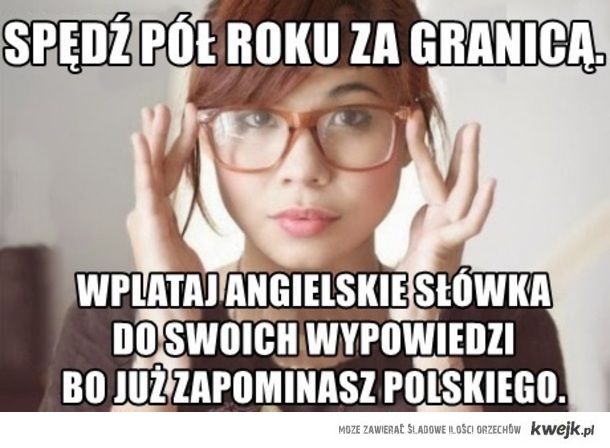 SPĘDŹ PÓŁ ROKU ZA GRANICĄ.
WPLATAJ ANGIELSKIE SŁÓWKA
DO SWOICH WYPOWIEDZI
BO JUŻ ZAPOMINASZ POLSKIEGO.
MOŻE ZAWIERAĆ ŚLADOWE ILOŚCI ORZECHÓW kwejk.pl